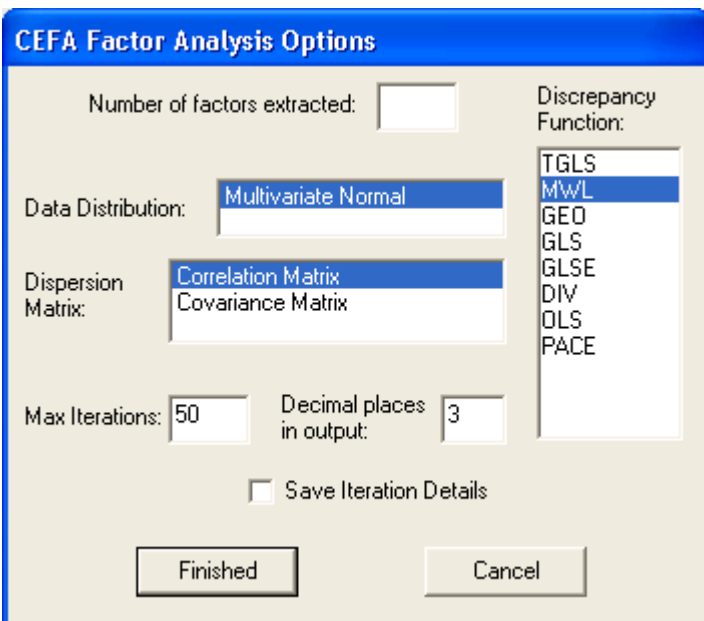 CEFA Factor Analysis Options
Number of factors extracted:
Discrepancy
Function:
TGLS
MWL
GEO
GLS
GLSE
DIV
OLS
PACE
Data Distribution:
Multivariate Normal
Dispersion
Matrix:
Correlation Matrix
Covariance Matrix
Max Iterations: 50
Decimal places
in output: 3
Save Iteration Details
Finished
Cancel